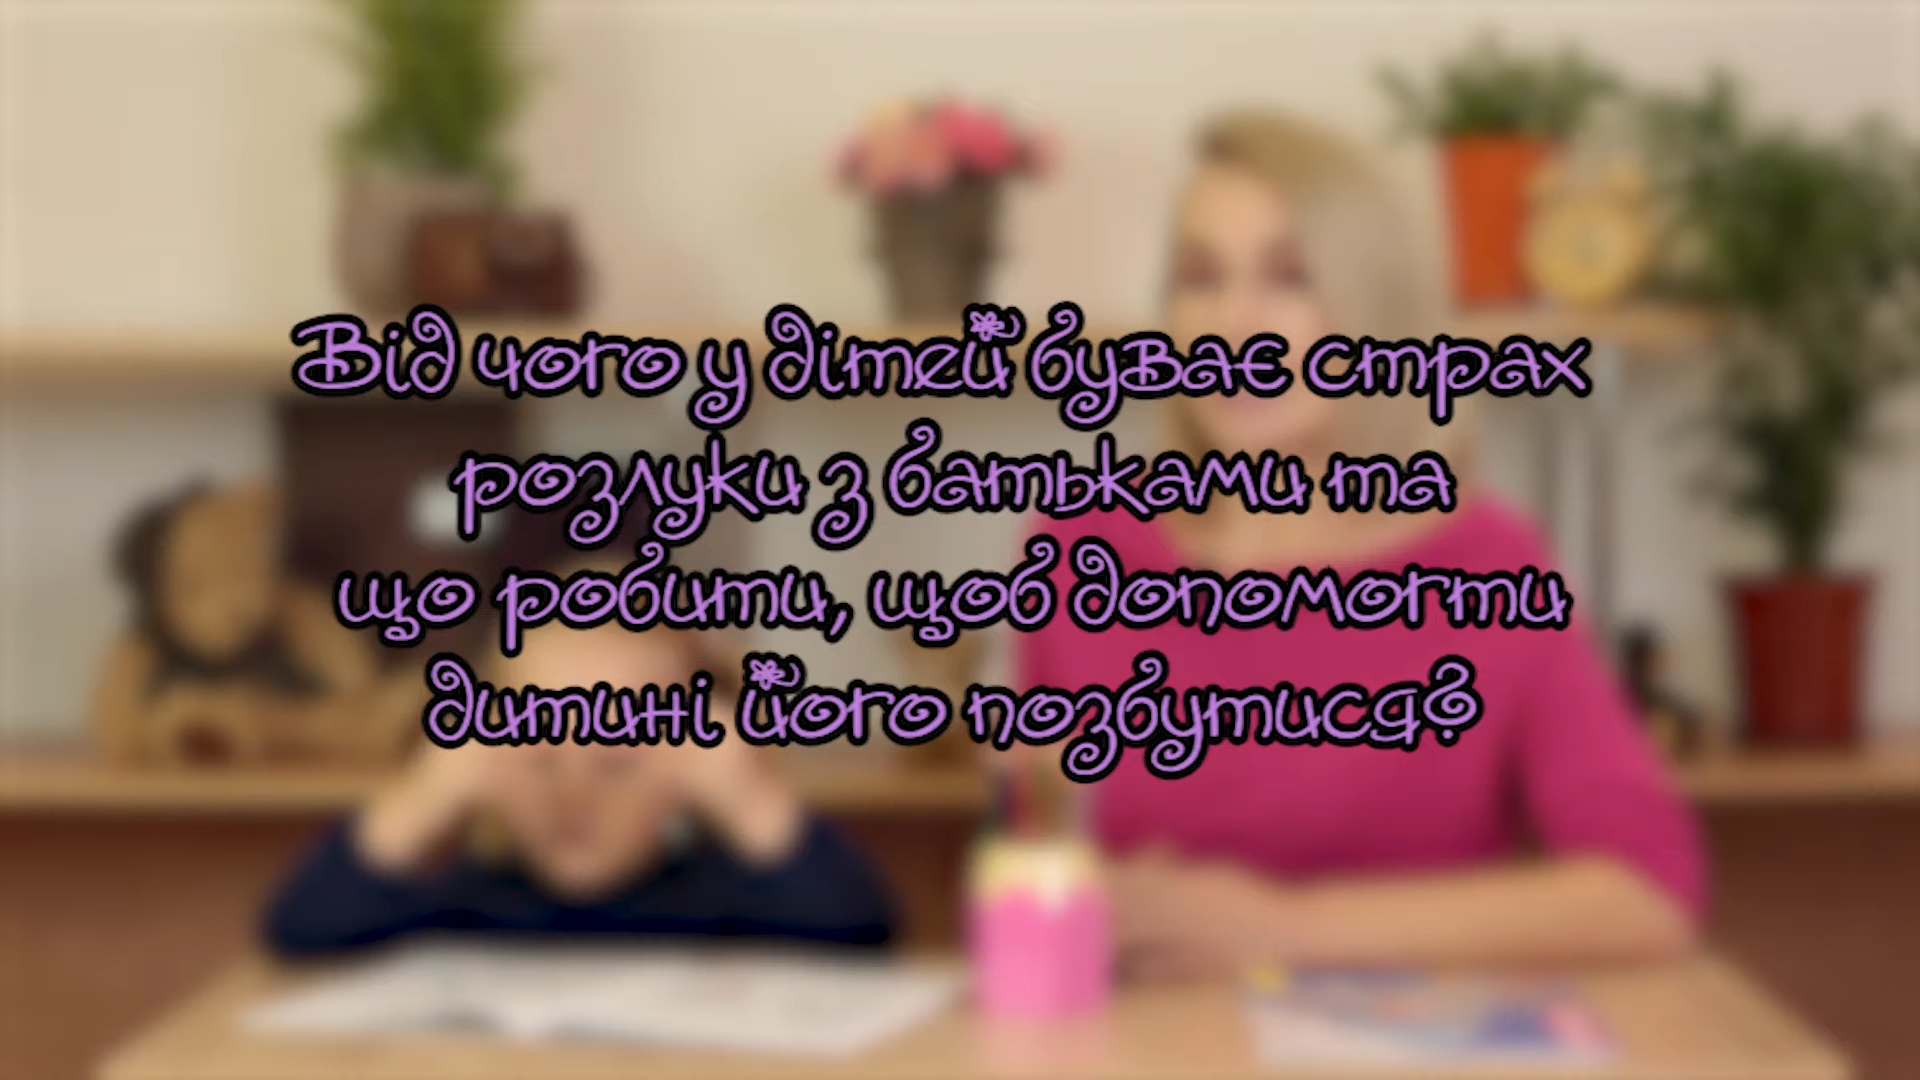 Від чого у дітей буває страх
розлуки з батьками та
що робити, щоб допомогти
дитині його позбутися?